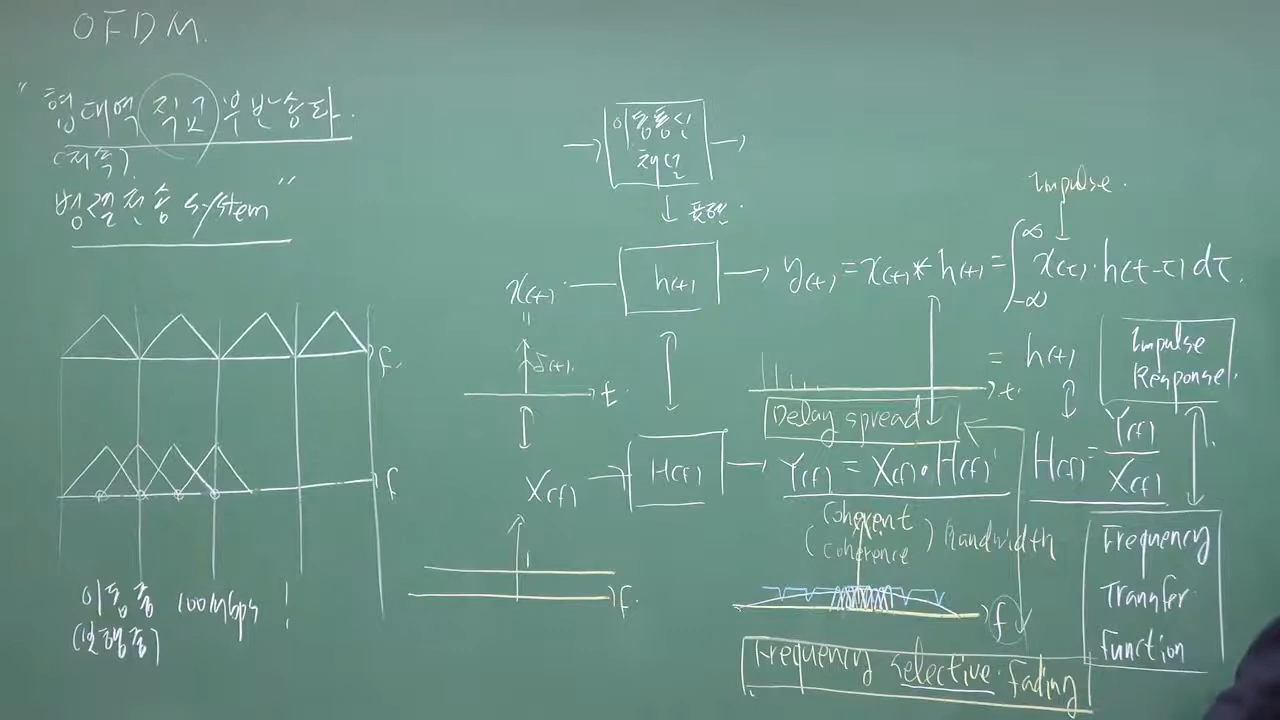 OFDM.
"협대역 직교 부반송파.
(저속)
병렬전송 system"
f.
f
이동중 100Mbps !
(보행중)
이동통신
채널
표현.
x(t)
h(t)
y(t) = x(t) * h(t) = ∫_{-∞}^{∞} x(τ)·h(t-τ) dτ.
Impulse.
"
δ(t)
t.
= h(t)
Impulse
Response.
t.
Delay spread
X(f)
H(f)
Y(f) = X(f)·H(f)
H(f) = Y(f)/X(f)
1
f.
(Coherent
coherence) Bandwidth
f
Frequency
Transfer
Function
Frequency selective fading